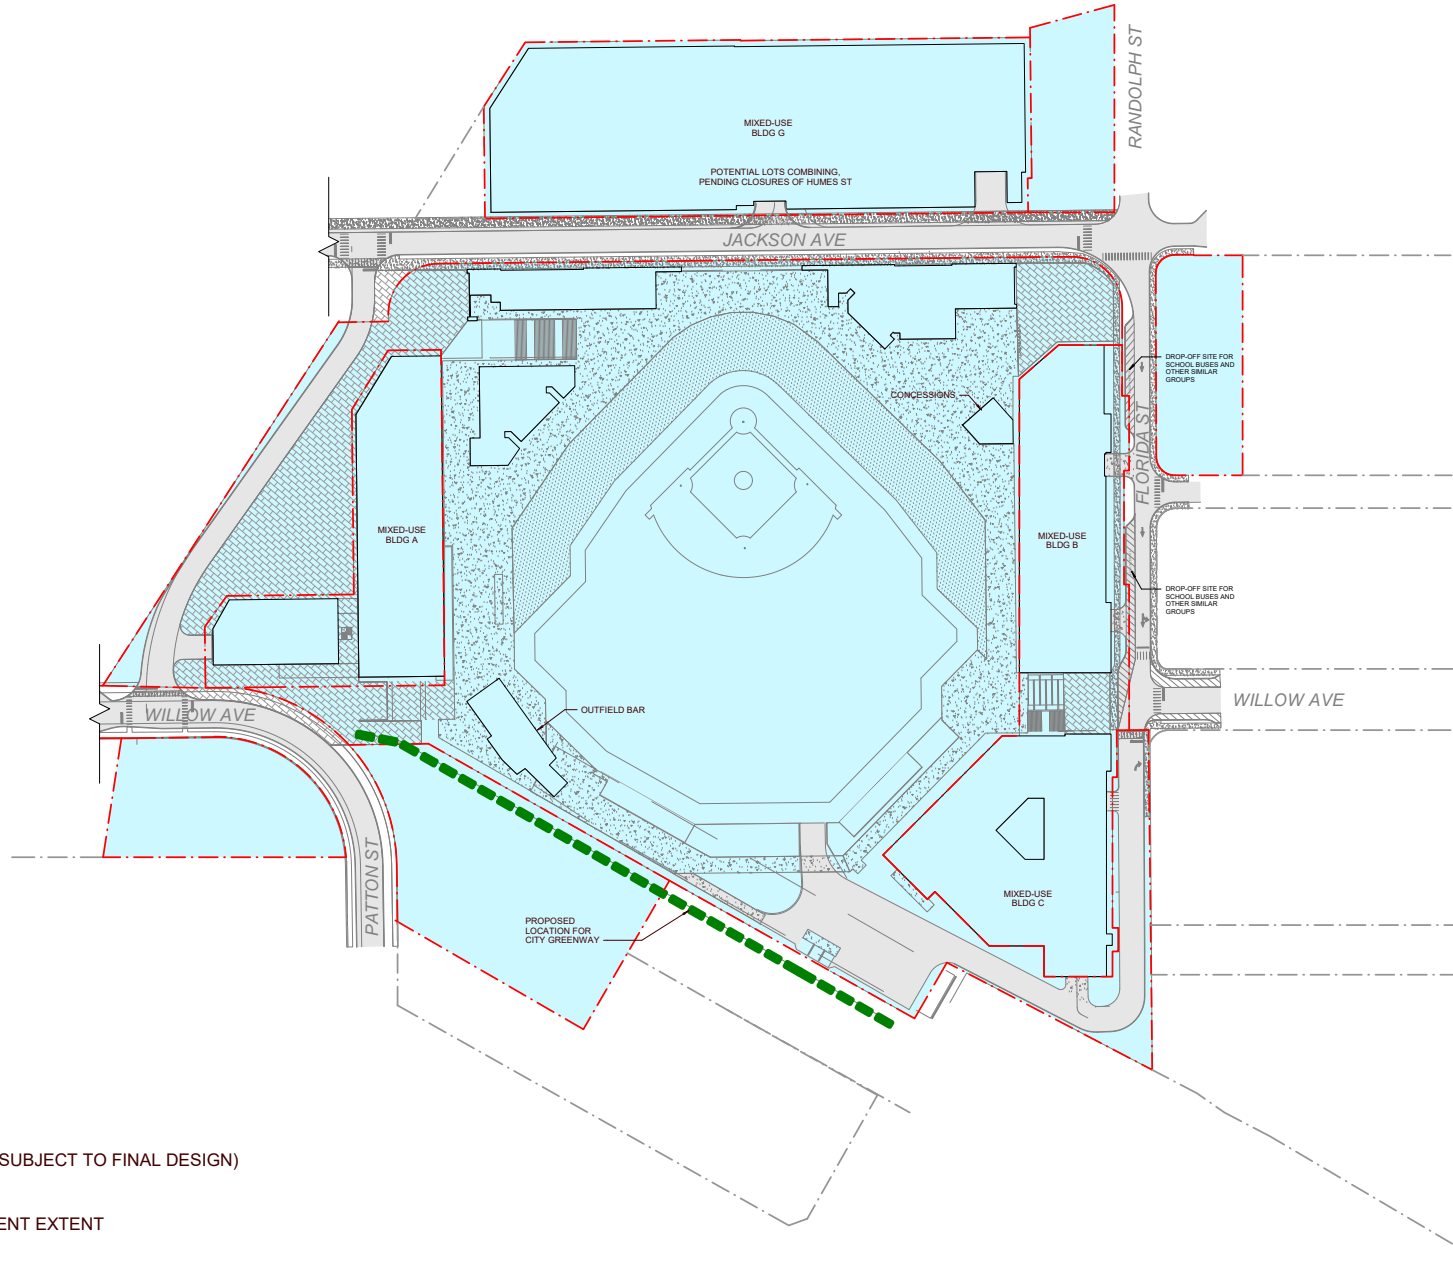 RANDOLPH ST
MIXED-USE
BLDG G
POTENTIAL LOTS COMBINING,
PENDING CLOSURES OF HUMES ST
JACKSON AVE
DROP-OFF SITE FOR
SCHOOL BUSES AND
OTHER SIMILAR
GROUPS
CONCESSIONS
FLORIDA ST
MIXED-USE
BLDG A
MIXED-USE
BLDG B
DROP-OFF SITE FOR
SCHOOL BUSES AND
OTHER SIMILAR
GROUPS
WILLOW AVE
OUTFIELD BAR
WILLOW AVE
PATTON ST
MIXED-USE
BLDG C
PROPOSED
LOCATION FOR
CITY GREENWAY
SUBJECT TO FINAL DESIGN)
ENT EXTENT